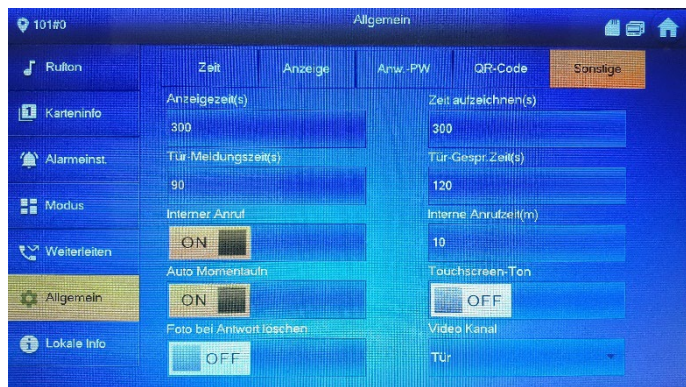 101#0
Allgemein
Rufton
Karteninfo
Alarmeinst.
Modus
Weiterleiten
Allgemein
Lokale Info
Zeit Anzeige Anw.-PW QR-Code Sonstige
Anzeigezeit(s) Zeit aufzeichnen(s)
300 300
Tür-Meldungszeit(s) Tür-Gespr.Zeit(s)
90 120
Interner Anruf Interne Anrufzeit(m)
ON 10
Auto Momentaufn Touchscreen-Ton
ON OFF
Foto bei Antwort löschen Video Kanal
OFF Tür